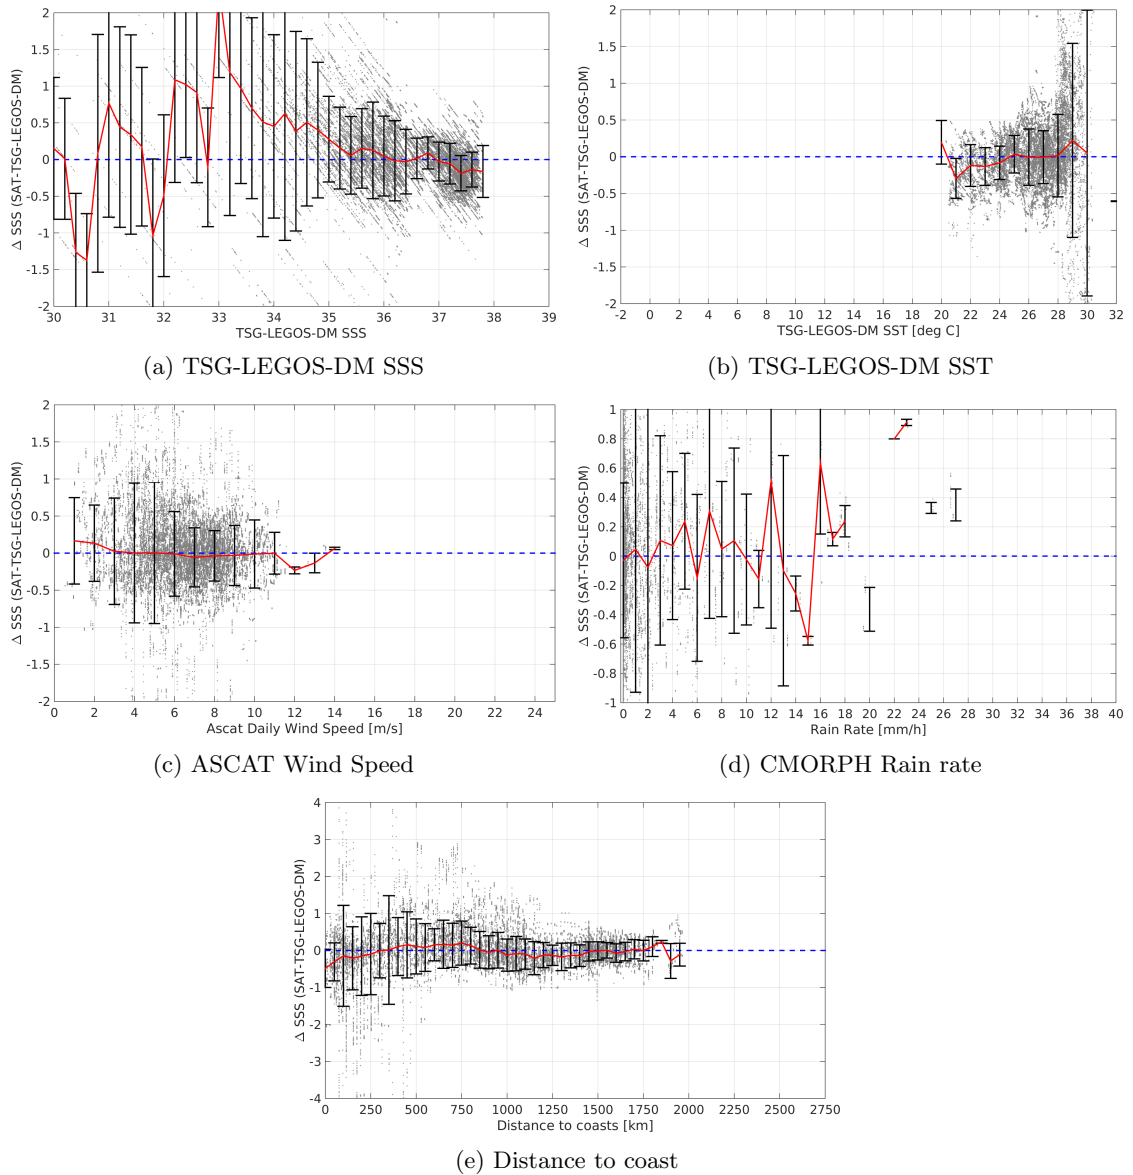 2
1.5
1
0.5
0
-0.5
-1
-1.5
-2
Δ SSS (SAT-TSG-LEGOS-DM)
30 31 32 33 34 35 36 37 38 39
TSG-LEGOS-DM SSS
(a) TSG-LEGOS-DM SSS
2
1.5
1
0.5
0
-0.5
-1
-1.5
-2
Δ SSS (SAT-TSG-LEGOS-DM)
-2 0 2 4 6 8 10 12 14 16 18 20 22 24 26 28 30 32
TSG-LEGOS-DM SST [deg C]
(b) TSG-LEGOS-DM SST
2
1.5
1
0.5
0
-0.5
-1
-1.5
-2
Δ SSS (SAT-TSG-LEGOS-DM)
0 2 4 6 8 10 12 14 16 18 20 22 24
Ascat Daily Wind Speed [m/s]
(c) ASCAT Wind Speed
1
0.8
0.6
0.4
0.2
0
-0.2
-0.4
-0.6
-0.8
-1
Δ SSS (SAT-TSG-LEGOS-DM)
0 2 4 6 8 10 12 14 16 18 20 22 24 26 28 30 32 34 36 38 40
Rain Rate [mm/h]
(d) CMORPH Rain rate
4
3
2
1
0
-1
-2
-3
-4
Δ SSS (SAT-TSG-LEGOS-DM)
0 250 500 750 1000 1250 1500 1750 2000 2250 2500 2750
Distance to coasts [km]
(e) Distance to coast